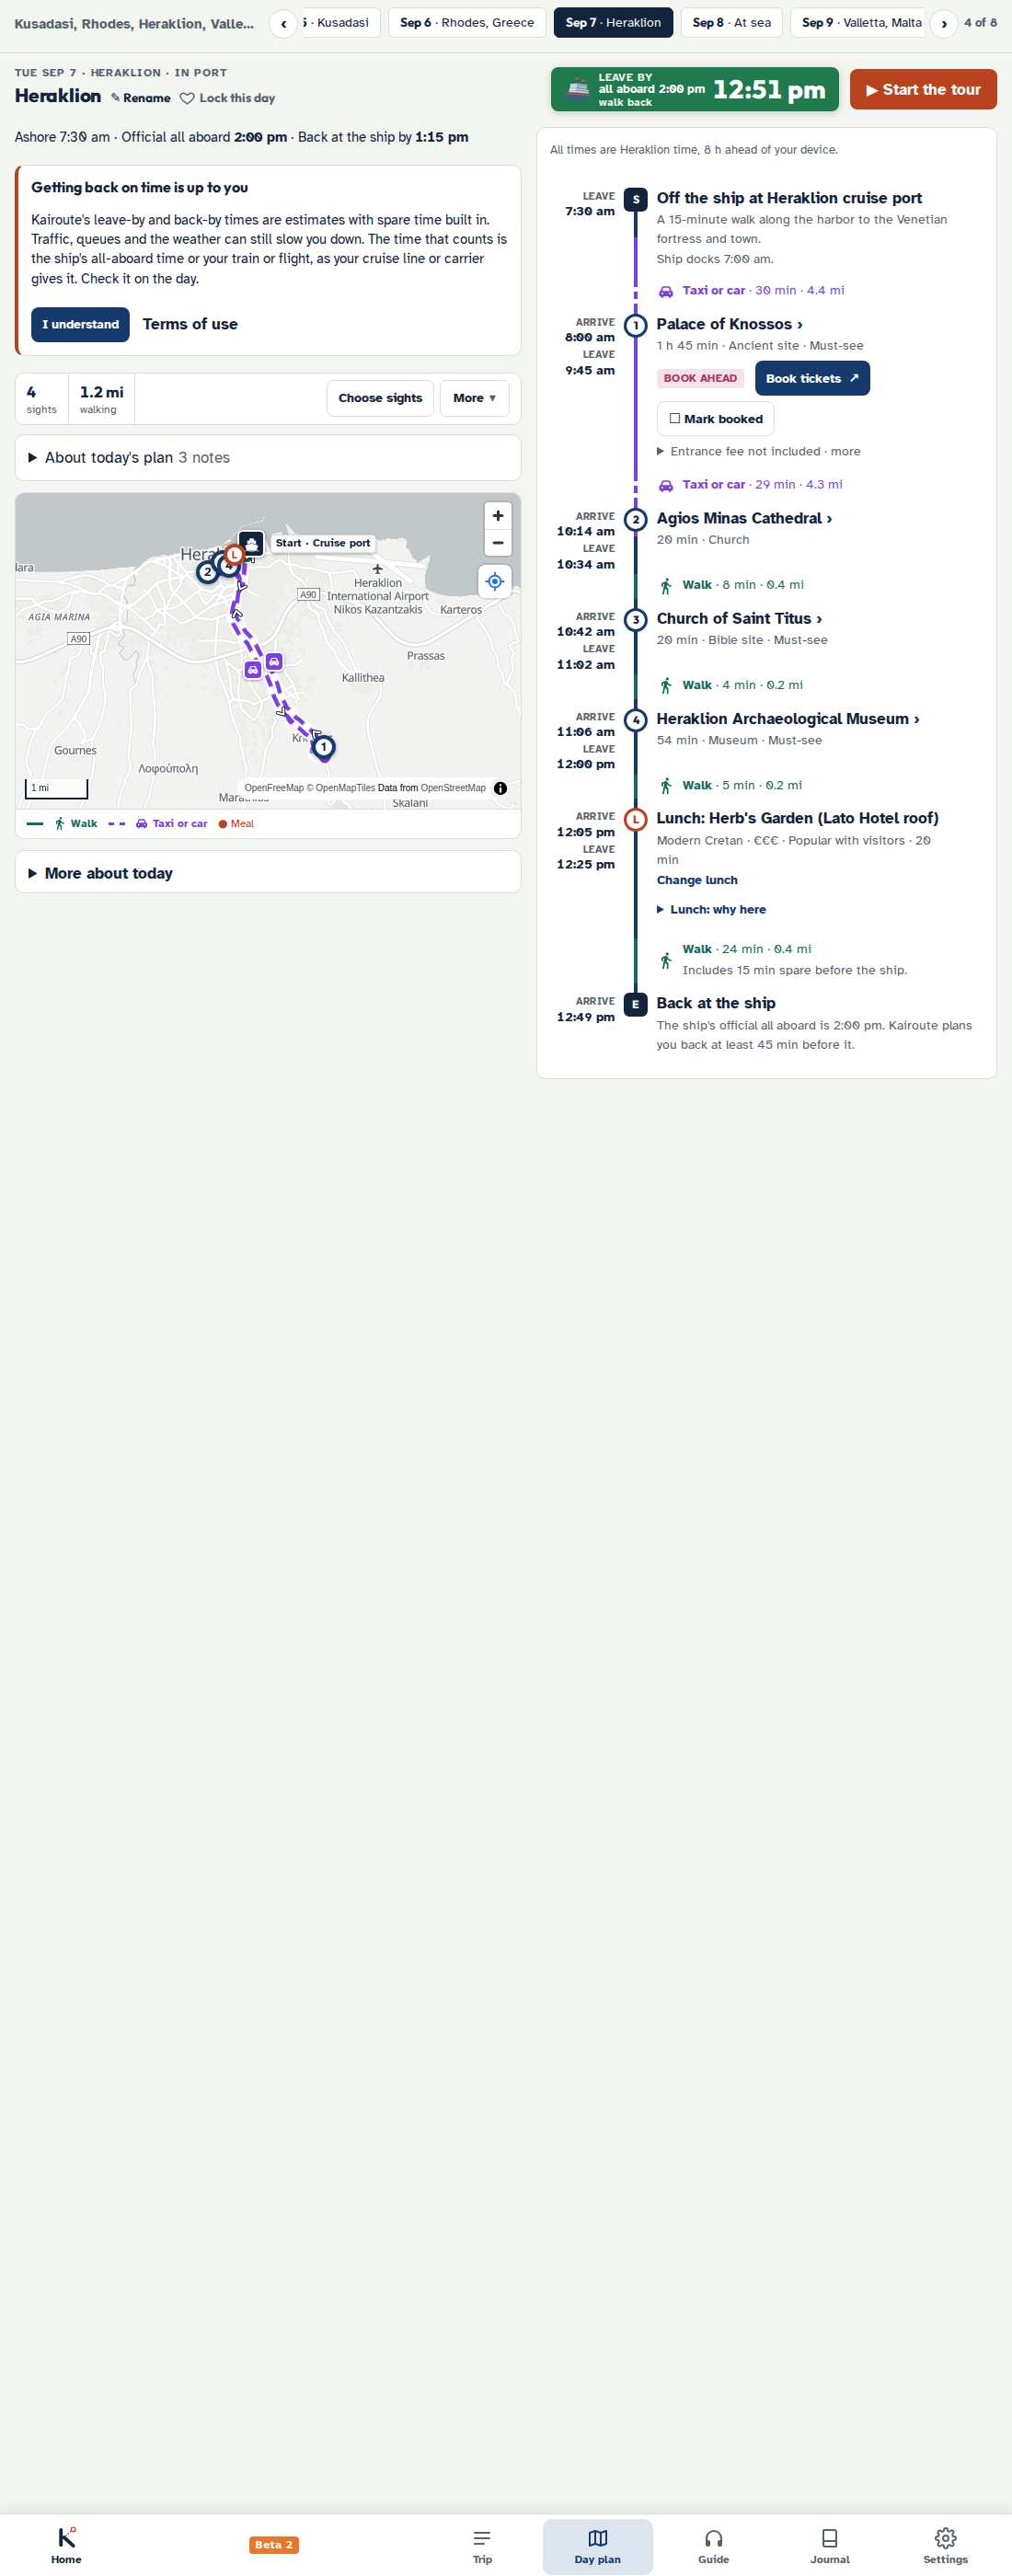 Kusadasi, Rhodes, Heraklion, Valle...
‹
5 · Kusadasi
Sep 6 · Rhodes, Greece
Sep 7 · Heraklion
Sep 8 · At sea
Sep 9 · Valletta, Malta
›
4 of 8
TUE SEP 7 · HERAKLION · IN PORT
Heraklion ✎ Rename ♡ Lock this day
LEAVE BY
all aboard 2:00 pm
walk back
12:51 pm
▶ Start the tour
Ashore 7:30 am · Official all aboard 2:00 pm · Back at the ship by 1:15 pm
Getting back on time is up to you
Kairoute's leave-by and back-by times are estimates with spare time built in.
Traffic, queues and the weather can still slow you down. The time that counts is
the ship's all-aboard time or your train or flight, as your cruise line or carrier
gives it. Check it on the day.
I understand
Terms of use
4
sights
1.2 mi
walking
Choose sights
More ▼
▶ About today's plan 3 notes
+
−
Start · Cruise port
L
2
4
1
Heraklion
International Airport
Nikos Kazantzakis
Karteros
A90
AGIA MARINA
A90
Prassas
Kallithea
Gournes
Λοφούπολη
Skalani
1 mi
OpenFreeMap © OpenMapTiles Data from OpenStreetMap
Walk
Taxi or car
Meal
▶ More about today
All times are Heraklion time, 8 h ahead of your device.
LEAVE
7:30 am
S
Off the ship at Heraklion cruise port
A 15-minute walk along the harbor to the Venetian
fortress and town.
Ship docks 7:00 am.
Taxi or car · 30 min · 4.4 mi
ARRIVE
8:00 am
LEAVE
9:45 am
1
Palace of Knossos ›
1 h 45 min · Ancient site · Must-see
BOOK AHEAD
Book tickets ↗
☐ Mark booked
▶ Entrance fee not included · more
Taxi or car · 29 min · 4.3 mi
ARRIVE
10:14 am
LEAVE
10:34 am
2
Agios Minas Cathedral ›
20 min · Church
Walk · 8 min · 0.4 mi
ARRIVE
10:42 am
LEAVE
11:02 am
3
Church of Saint Titus ›
20 min · Bible site · Must-see
Walk · 4 min · 0.2 mi
ARRIVE
11:06 am
LEAVE
12:00 pm
4
Heraklion Archaeological Museum ›
54 min · Museum · Must-see
Walk · 5 min · 0.2 mi
ARRIVE
12:05 pm
LEAVE
12:25 pm
L
Lunch: Herb's Garden (Lato Hotel roof)
Modern Cretan · €€€ · Popular with visitors · 20
min
Change lunch
▶ Lunch: why here
Walk · 24 min · 0.4 mi
Includes 15 min spare before the ship.
ARRIVE
12:49 pm
E
Back at the ship
The ship's official all aboard is 2:00 pm. Kairoute plans
you back at least 45 min before it.
Home
Beta 2
Trip
Day plan
Guide
Journal
Settings